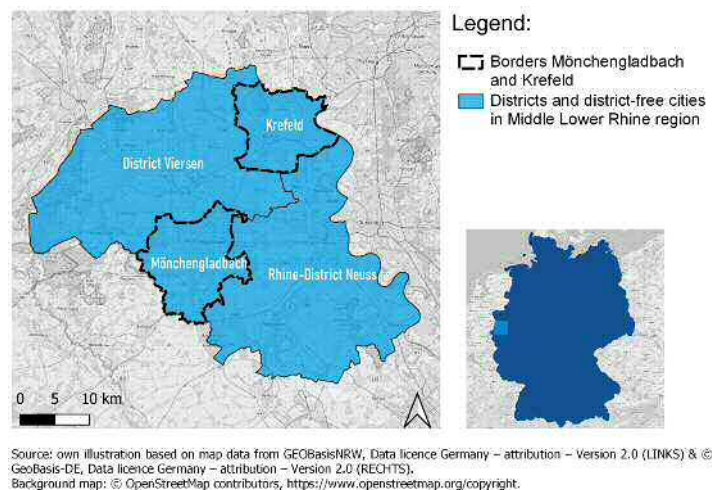 Legend:
Borders Mönchengladbach
and Krefeld
Districts and district-free cities
in Middle Lower Rhine region
Krefeld
District Viersen
Mönchengladbach
Rhine-District Neuss
0 5 10 km
Source: own illustration based on map data from GEOBasisNRW, Data licence Germany – attribution – Version 2.0 (LINKS) & ©
GeoBasis-DE, Data licence Germany – attribution – Version 2.0 (RECHTS).
Background map: © OpenStreetMap contributors, https://www.openstreetmap.org/copyright.